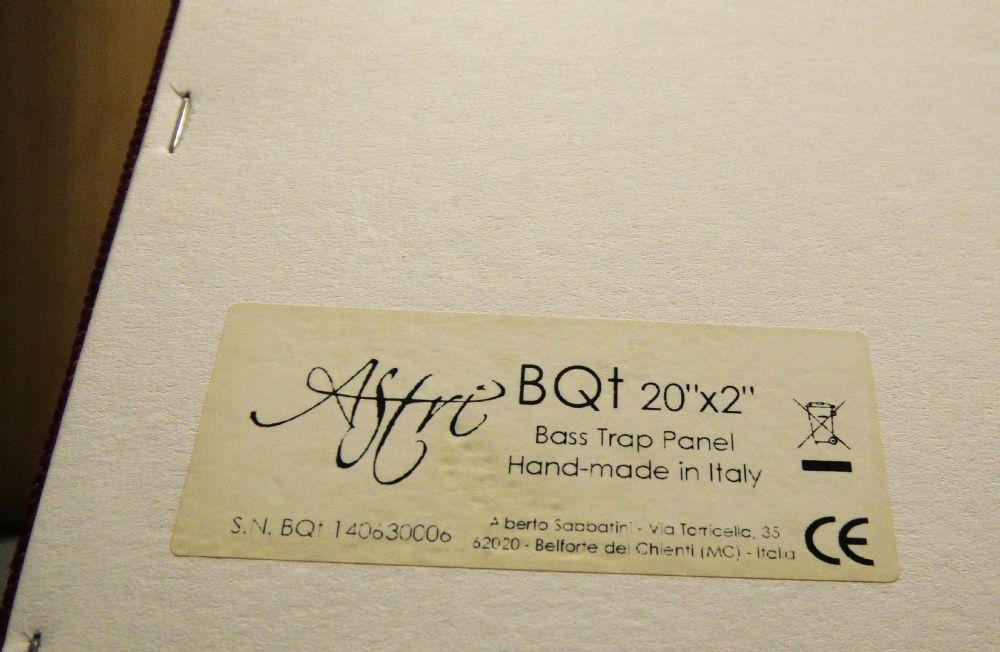 Astri
BQt 20"x2"
Bass Trap Panel
Hand-made in Italy
S.N. BQt 140630006
Alberto Sabbatini - Via Torricella, 35
62020 - Belforte del Chienti (MC) - Italia
CE